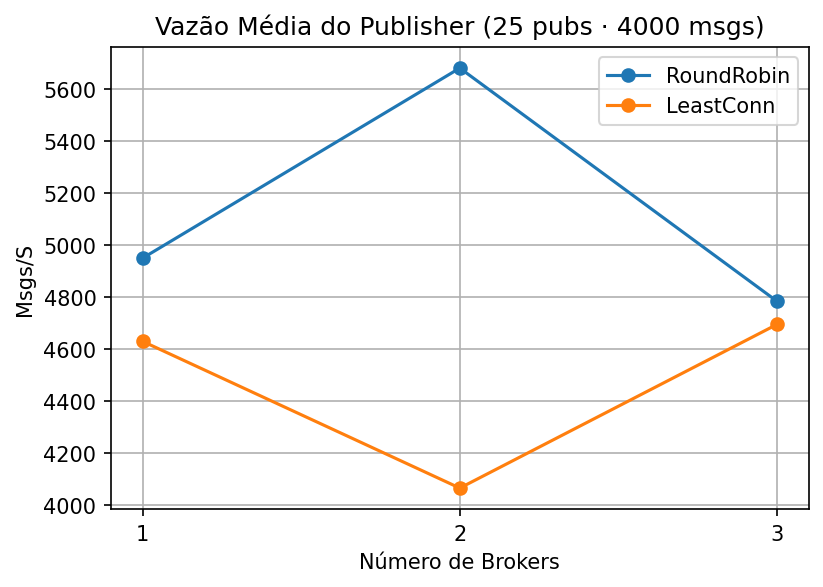 Vazão Média do Publisher (25 pubs · 4000 msgs)
RoundRobin
LeastConn
Msgs/S
5600
5400
5200
5000
4800
4600
4400
4200
4000
1
2
3
Número de Brokers